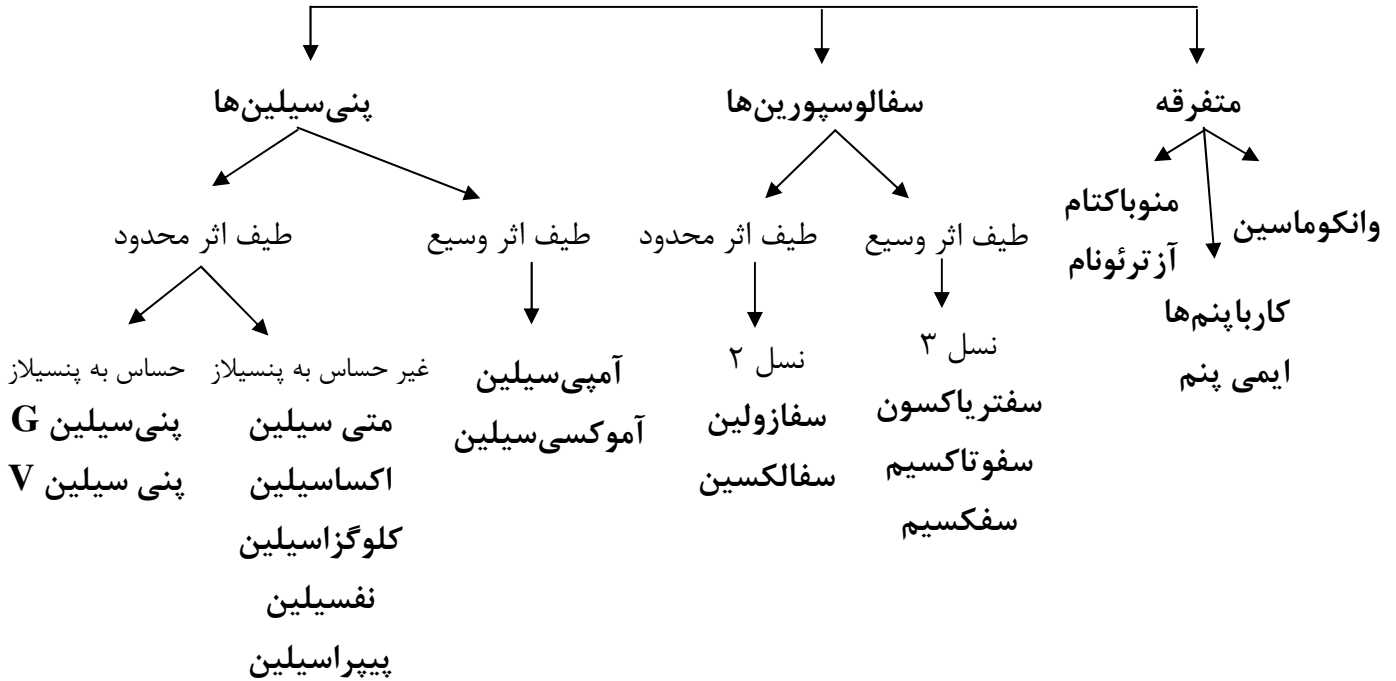 متفرقه
سفالوسپورین‌ها
پنی‌سیلین‌ها
وانکوماسین
منوباکتام
آزترئونام
کارباپنم‌ها
ایمی پنم
طیف اثر وسیع
طیف اثر محدود
نسل ۳
سفتریاکسون
سفوتاکسیم
سفکسیم
نسل ۲
سفازولین
سفالکسین
طیف اثر وسیع
طیف اثر محدود
آمپی‌سیلین
آموکسی‌سیلین
غیر حساس به پنسیلاز
متی سیلین
اکساسیلین
کلوگزاسیلین
نفسیلین
پیپراسیلین
حساس به پنسیلاز
پنی‌سیلین G
پنی سیلین V